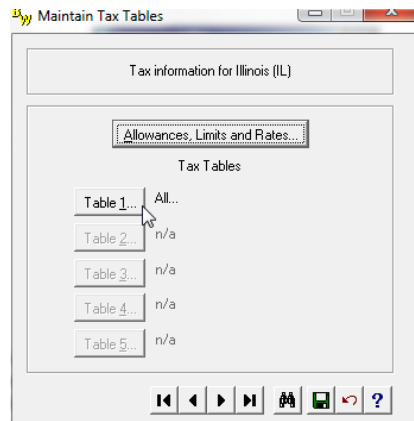 BW Maintain Tax Tables
Tax information for Illinois (IL)
Allowances, Limits and Rates...
Tax Tables
Table 1... All...
Table 2... n/a
Table 3... n/a
Table 4... n/a
Table 5... n/a
?